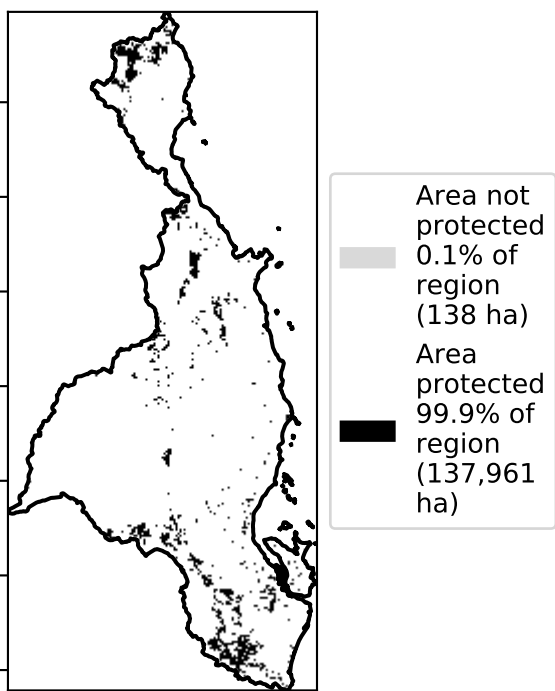 Area not
protected
0.1% of
region
(138 ha)
Area
protected
99.9% of
region
(137,961
ha)